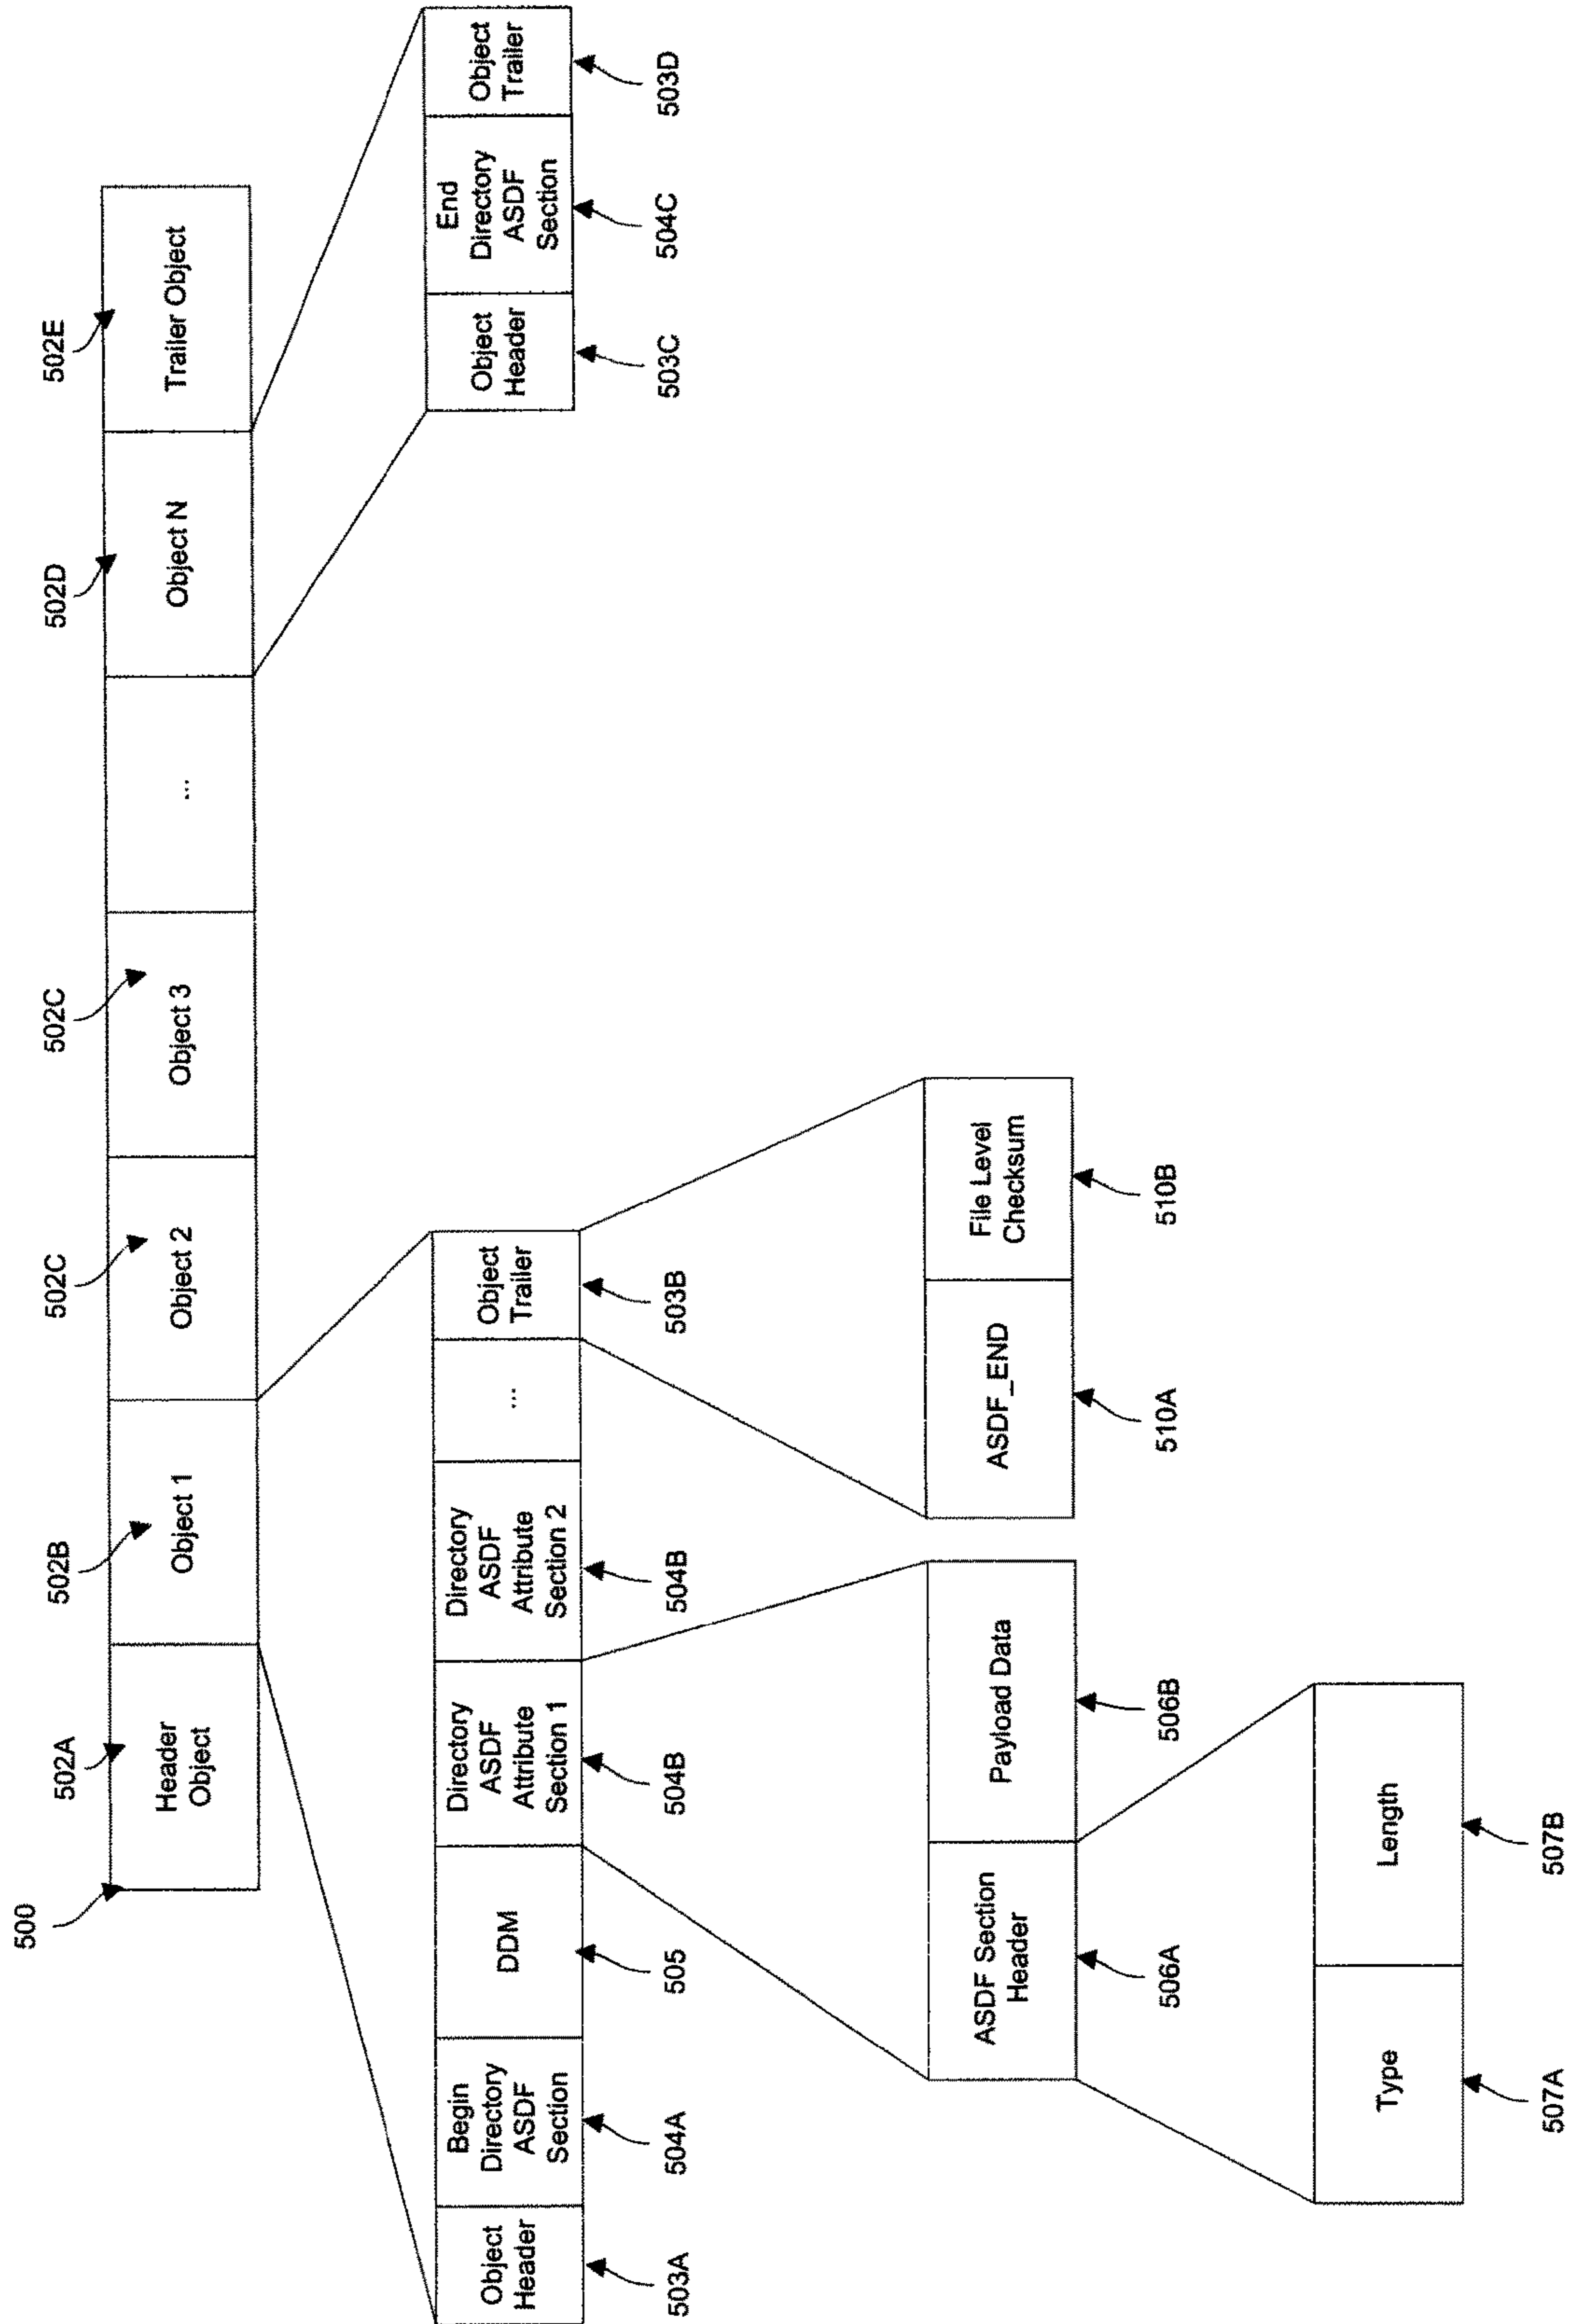 500
502A
502B
502C
502C
502D
502E
Header
Object
Object 1
Object 2
Object 3
...
Object N
Trailer Object
Object
Header
Begin
Directory
ASDF
Section
DDM
Directory
ASDF
Attribute
Section 1
Directory
ASDF
Attribute
Section 2
...
Object
Trailer
503A
504A
505
504B
504B
503B
Object
Header
End
Directory
ASDF
Section
Object
Trailer
503C
504C
503D
ASDF Section
Header
Payload Data
506A
506B
ASDF_END
File Level
Checksum
510A
510B
Type
Length
507A
507B